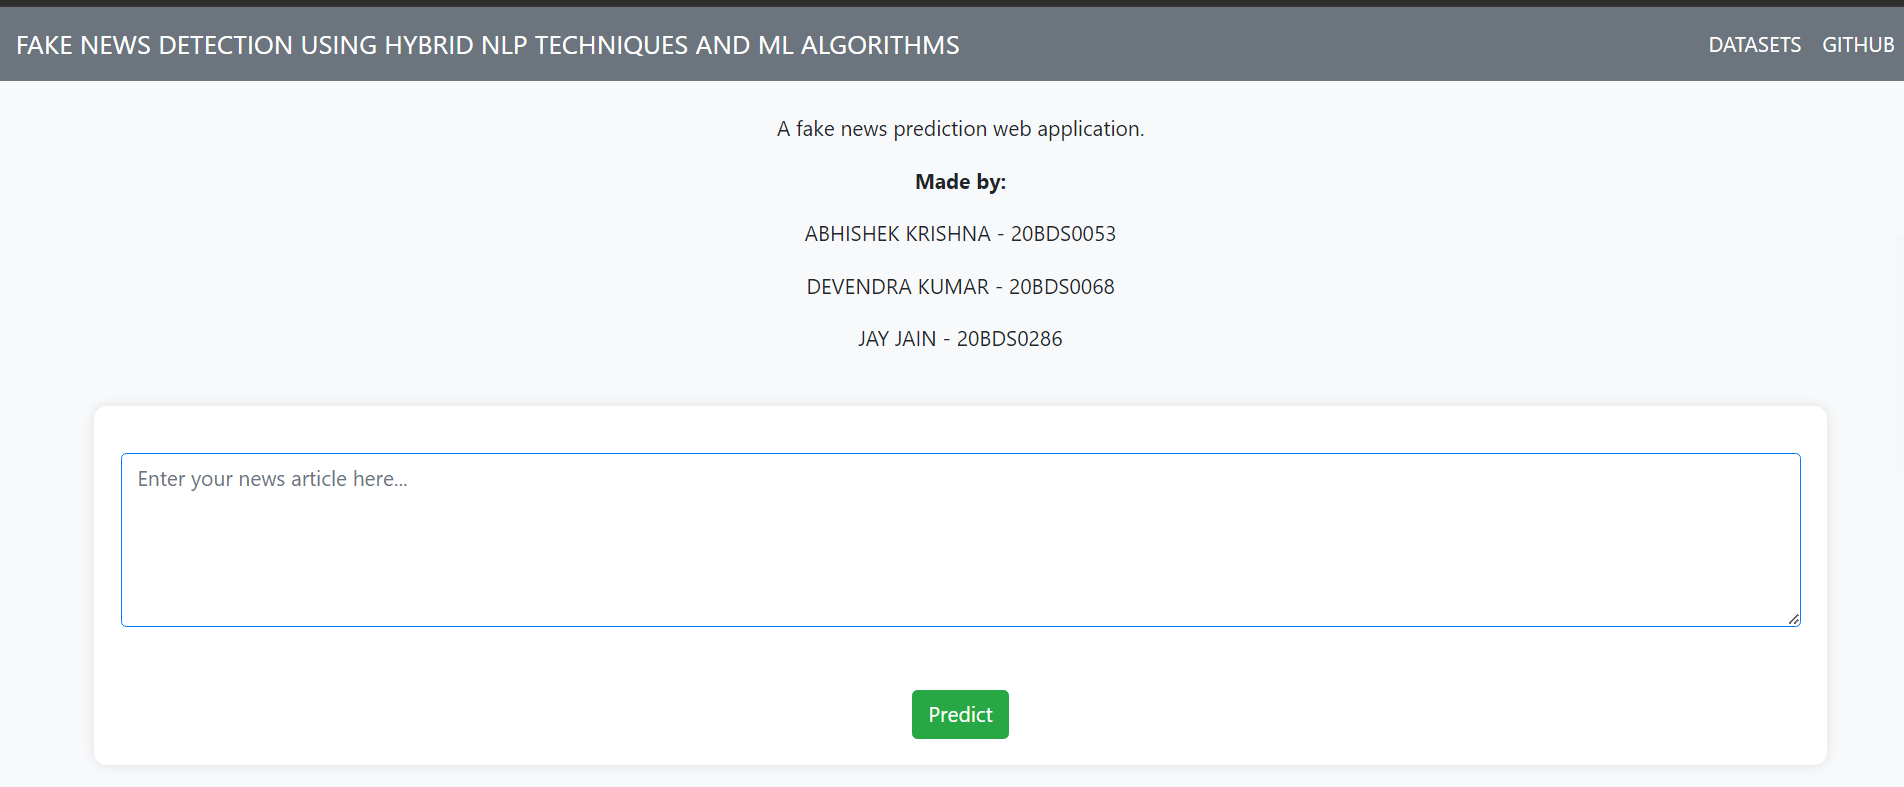 FAKE NEWS DETECTION USING HYBRID NLP TECHNIQUES AND ML ALGORITHMS
DATASETS GITHUB
A fake news prediction web application.
Made by:
ABHISHEK KRISHNA - 20BDS0053
DEVENDRA KUMAR - 20BDS0068
JAY JAIN - 20BDS0286
Enter your news article here...
Predict